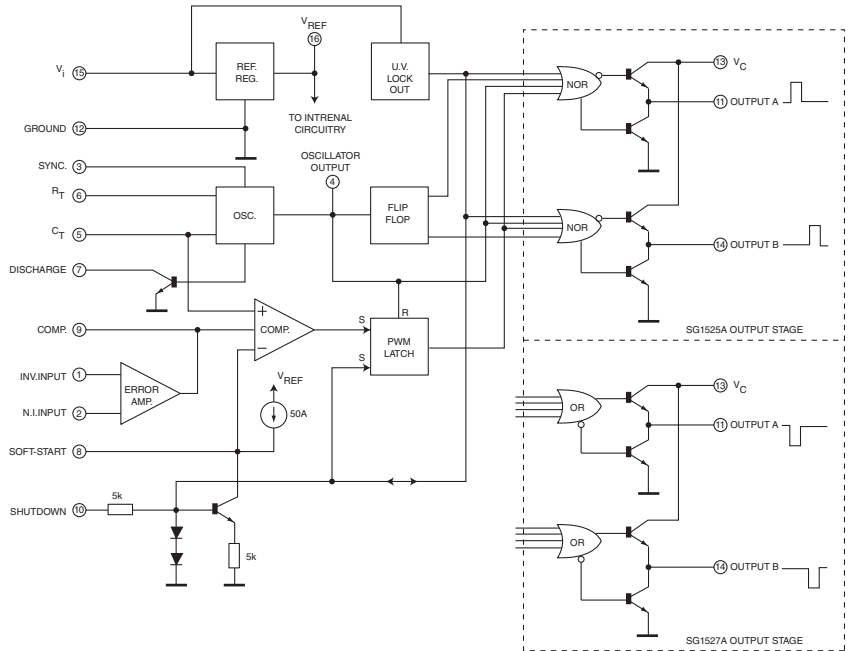 VREF
16
Vi
15
REF.
REG.
U.V.
LOCK
OUT
TO INTRENAL
CIRCUITRY
GROUND
12
OSCILLATOR
OUTPUT
4
SYNC.
3
RT
6
OSC.
FLIP
FLOP
CT
5
DISCHARGE
7
COMP.
9
+
COMP.
−
S
R
S
PWM
LATCH
INV.INPUT
1
ERROR
AMP.
N.I.INPUT
2
VREF
50A
SOFT-START
8
SHUTDOWN
10
5k
5k
NOR
13
VC
11
OUTPUT A
NOR
14
OUTPUT B
SG1525A OUTPUT STAGE
OR
13
VC
11
OUTPUT A
OR
14
OUTPUT B
SG1527A OUTPUT STAGE